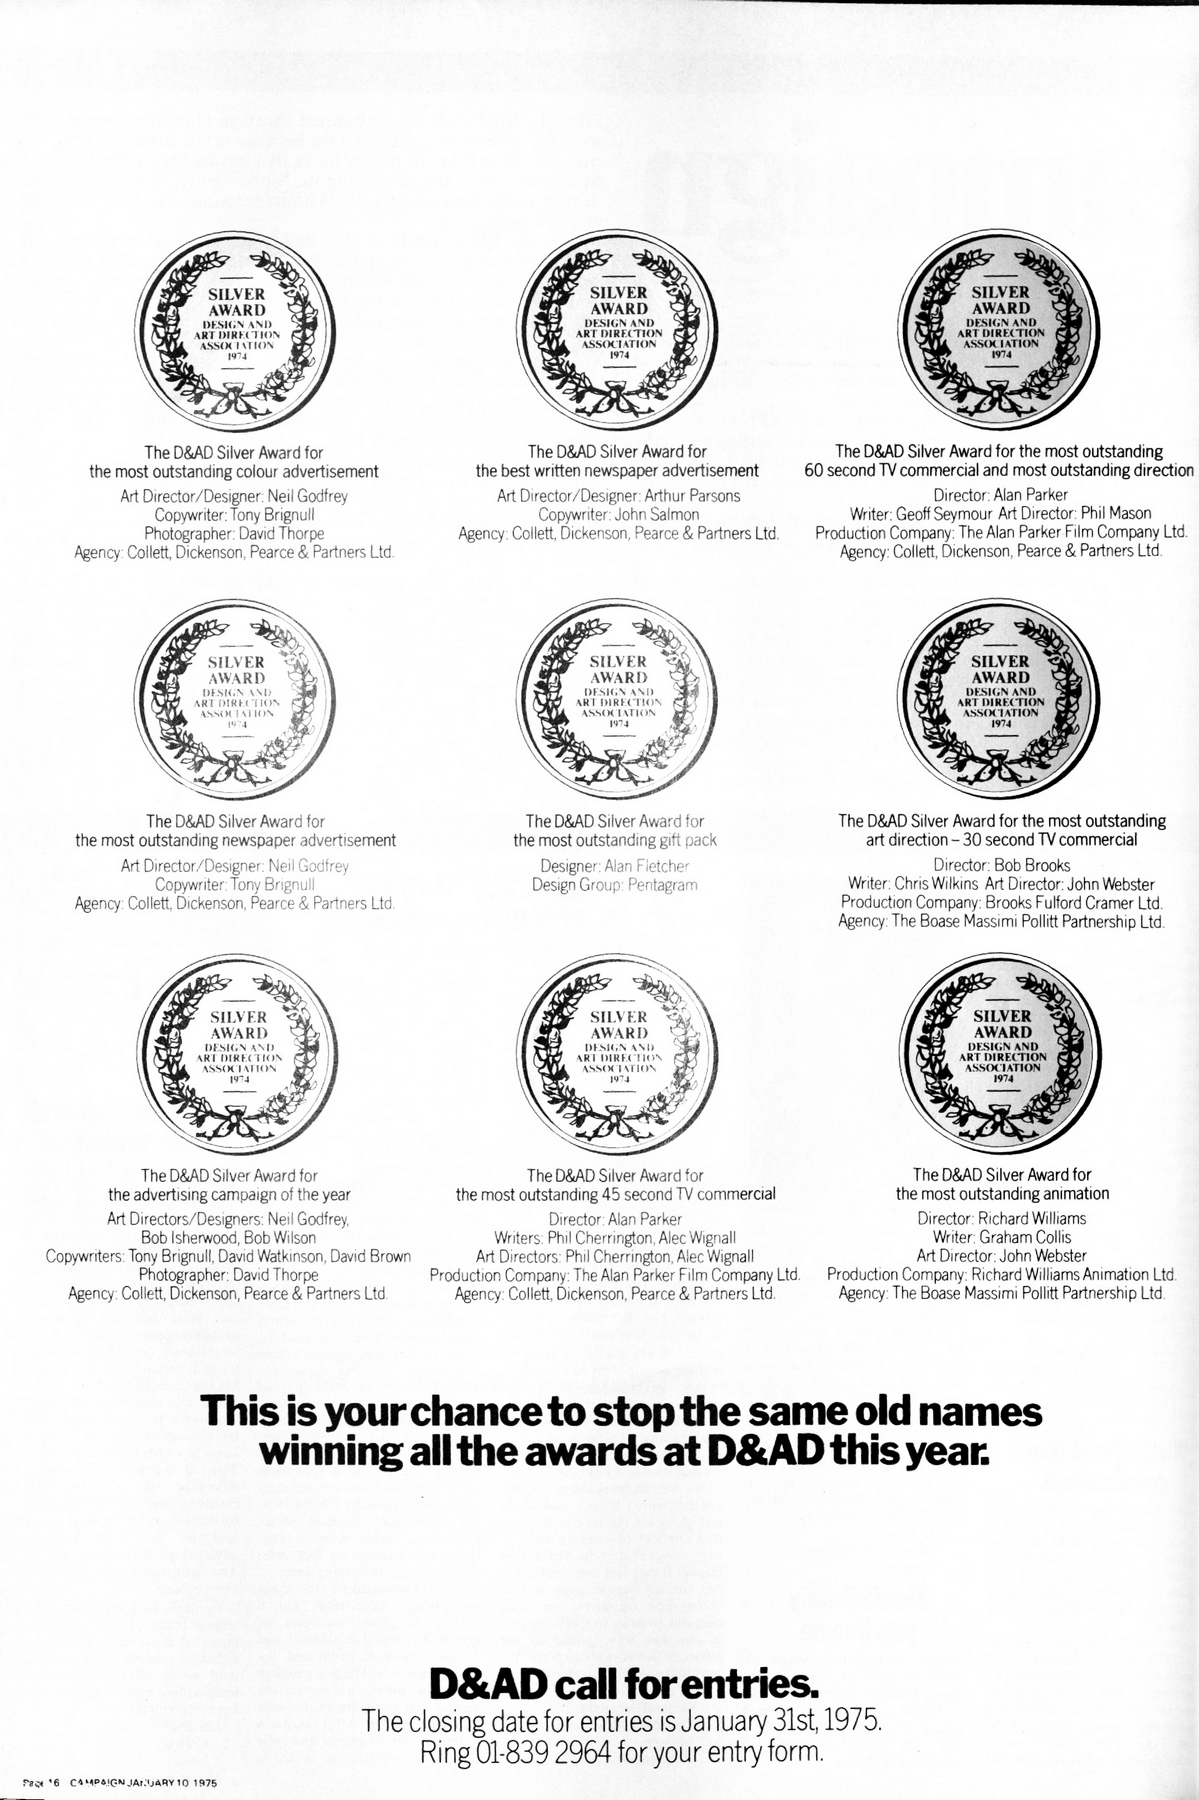 SILVER
AWARD
DESIGN AND
ART DIRECTION
ASSOCIATION
1974
The D&AD Silver Award for
the most outstanding colour advertisement
Art Director/Designer: Neil Godfrey
Copywriter: Tony Brignull
Photographer: David Thorpe
Agency: Collett, Dickenson, Pearce & Partners Ltd.
SILVER
AWARD
DESIGN AND
ART DIRECTION
ASSOCIATION
1974
The D&AD Silver Award for
the best written newspaper advertisement
Art Director/Designer: Arthur Parsons
Copywriter: John Salmon
Agency: Collett, Dickenson, Pearce & Partners Ltd.
SILVER
AWARD
DESIGN AND
ART DIRECTION
ASSOCIATION
1974
The D&AD Silver Award for the most outstanding
60 second TV commercial and most outstanding direction
Director: Alan Parker
Writer: Geoff Seymour Art Director: Phil Mason
Production Company: The Alan Parker Film Company Ltd.
Agency: Collett, Dickenson, Pearce & Partners Ltd.
SILVER
AWARD
DESIGN AND
ART DIRECTION
ASSOCIATION
1974
The D&AD Silver Award for
the most outstanding newspaper advertisement
Art Director/Designer: Neil Godfrey
Copywriter: Tony Brignull
Agency: Collett, Dickenson, Pearce & Partners Ltd.
SILVER
AWARD
DESIGN AND
ART DIRECTION
ASSOCIATION
1974
The D&AD Silver Award for
the most outstanding gift pack
Designer: Alan Fletcher
Design Group: Pentagram
SILVER
AWARD
DESIGN AND
ART DIRECTION
ASSOCIATION
1974
The D&AD Silver Award for the most outstanding
art direction – 30 second TV commercial
Director: Bob Brooks
Writer: Chris Wilkins Art Director: John Webster
Production Company: Brooks Fulford Cramer Ltd.
Agency: The Boase Massimi Pollitt Partnership Ltd.
SILVER
AWARD
DESIGN AND
ART DIRECTION
ASSOCIATION
1974
The D&AD Silver Award for
the advertising campaign of the year
Art Directors/Designers: Neil Godfrey,
Bob Isherwood, Bob Wilson
Copywriters: Tony Brignull, David Watkinson, David Brown
Photographer: David Thorpe
Agency: Collett, Dickenson, Pearce & Partners Ltd.
SILVER
AWARD
DESIGN AND
ART DIRECTION
ASSOCIATION
1974
The D&AD Silver Award for
the most outstanding 45 second TV commercial
Director: Alan Parker
Writers: Phil Cherrington, Alec Wignall
Art Directors: Phil Cherrington, Alec Wignall
Production Company: The Alan Parker Film Company Ltd.
Agency: Collett, Dickenson, Pearce & Partners Ltd.
SILVER
AWARD
DESIGN AND
ART DIRECTION
ASSOCIATION
1974
The D&AD Silver Award for
the most outstanding animation
Director: Richard Williams
Writer: Graham Collis
Art Director: John Webster
Production Company: Richard Williams Animation Ltd.
Agency: The Boase Massimi Pollitt Partnership Ltd.
This is your chance to stop the same old names
winning all the awards at D&AD this year.
D&AD call for entries.
The closing date for entries is January 31st, 1975.
Ring 01-839 2964 for your entry form.
Page 16 CAMPAIGN JANUARY 10 1975